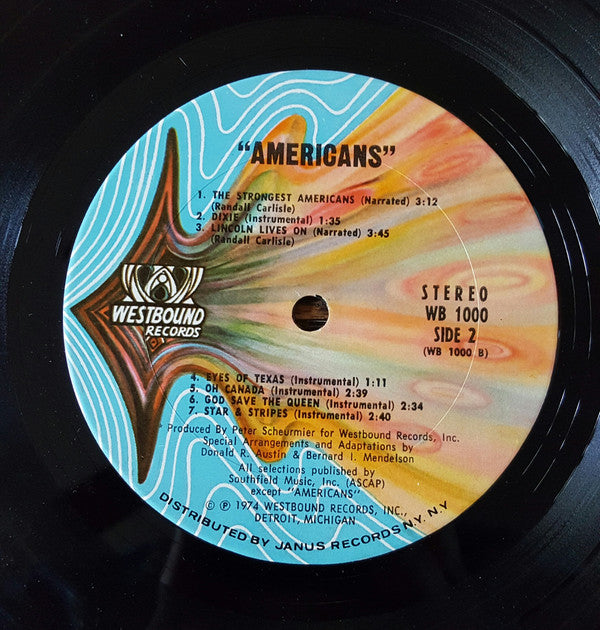 "AMERICANS"
1. THE STRONGEST AMERICANS (Narrated) 3:12
(Randall Carlisle)
2. DIXIE (Instrumental) 1:35
3. LINCOLN LIVES ON (Narrated) 3:45
(Randall Carlisle)
WESTBOUND
RECORDS
STEREO
WB 1000
SIDE 2
(WB 1000 B)
4. EYES OF TEXAS (Instrumental) 1:11
5. OH CANADA (Instrumental) 2:39
6. GOD SAVE THE QUEEN (Instrumental) 2:34
7. STAR & STRIPES (Instrumental) 2:40
Produced By Peter Scheurmier for Westbound Records, Inc.
Special Arrangements and Adaptations by
Donald R. Austin & Bernard I. Mendelson
All selections published by
Southfield Music, Inc. (ASCAP)
except "AMERICANS"
© ℗ 1974 WESTBOUND RECORDS, INC.,
DETROIT, MICHIGAN
DISTRIBUTED BY JANUS RECORDS N.Y. N.Y